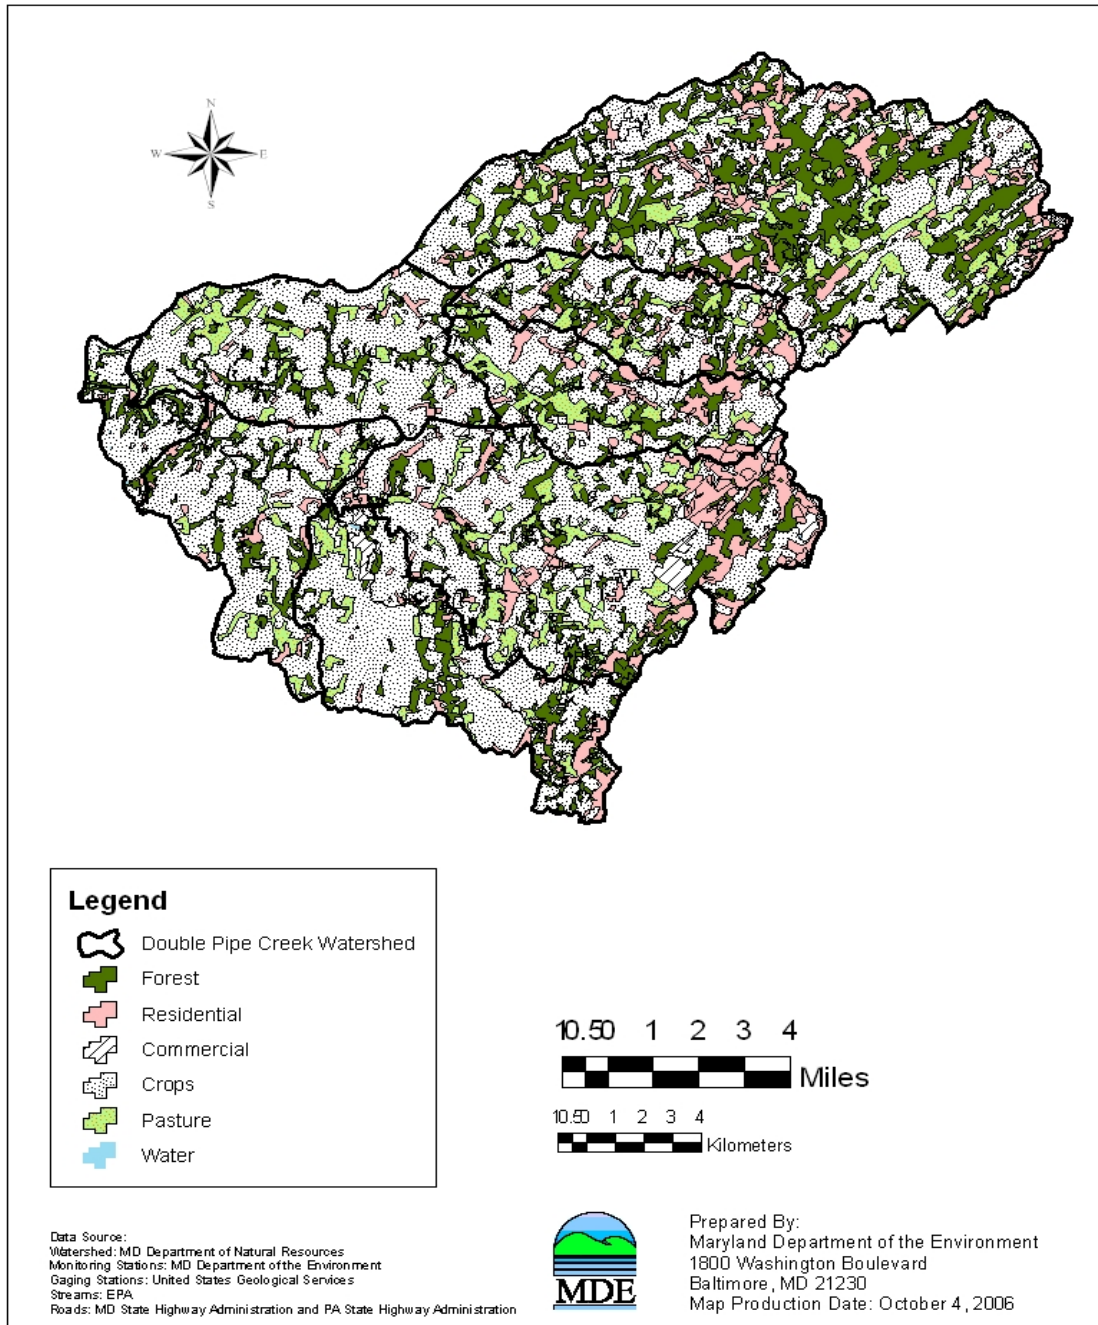 N
W E
S
Legend
Double Pipe Creek Watershed
Forest
Residential
Commercial
Crops
Pasture
Water
10.50 1 2 3 4
Miles
10.50 1 2 3 4
Kilometers
Data Source:
Watershed: MD Department of Natural Resources
Monitoring Stations: MD Department of the Environment
Gaging Stations: United States Geological Services
Streams: EPA
Roads: MD State Highway Administration and PA State Highway Administration
MDE
Prepared By:
Maryland Department of the Environment
1800 Washington Boulevard
Baltimore, MD 21230
Map Production Date: October 4, 2006